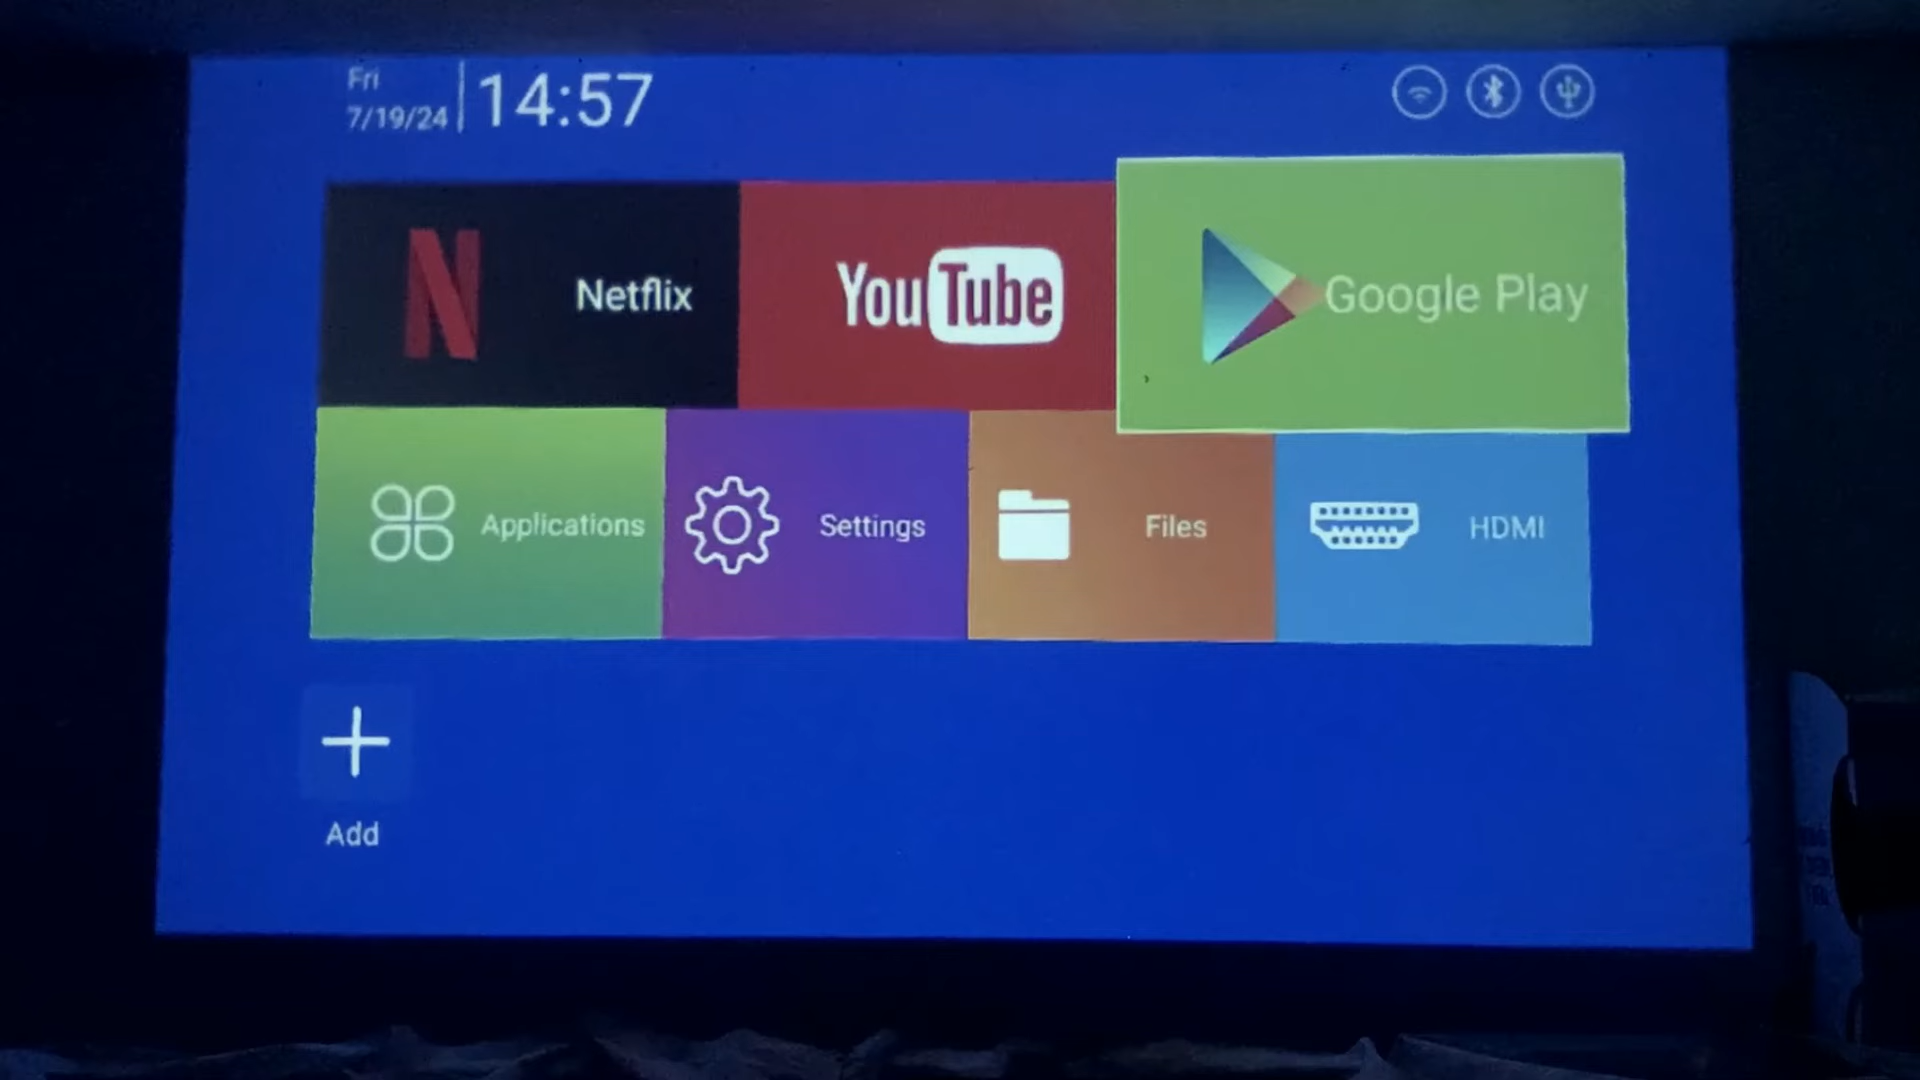 Fri
7/19/24
14:57
Netflix
YouTube
Google Play
Applications
Settings
Files
HDMI
Add